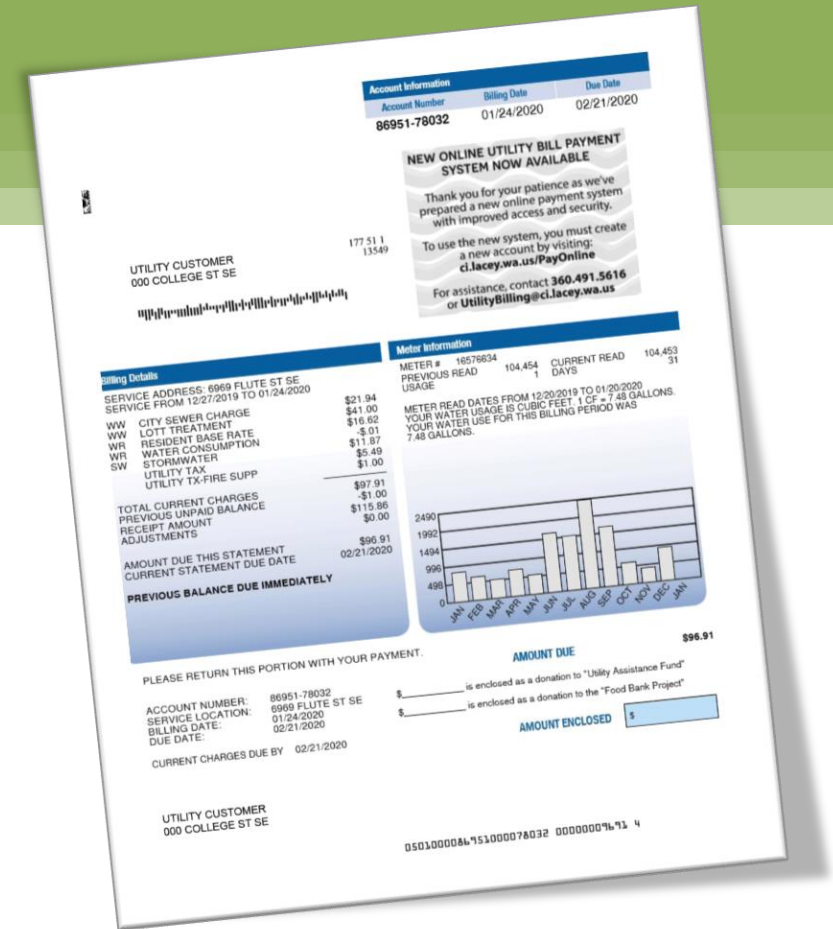 Account Information
Account Number Billing Date Due Date
86951-78032 01/24/2020 02/21/2020
NEW ONLINE UTILITY BILL PAYMENT
SYSTEM NOW AVAILABLE
Thank you for your patience as we've
prepared a new online payment system
with improved access and security.
To use the new system, you must create
a new account by visiting:
ci.lacey.wa.us/PayOnline
For assistance, contact 360.491.5616
or UtilityBilling@ci.lacey.wa.us
177 51 1
13549
UTILITY CUSTOMER
000 COLLEGE ST SE
Billing Details
SERVICE ADDRESS: 6969 FLUTE ST SE
SERVICE FROM 12/27/2019 TO 01/24/2020
WW CITY SEWER CHARGE $21.94
WW LOTT TREATMENT $41.00
WR RESIDENT BASE RATE $16.62
WR WATER CONSUMPTION -$.01
SW STORMWATER $11.87
UTILITY TAX $5.49
UTILITY TX-FIRE SUPP $1.00
TOTAL CURRENT CHARGES $97.91
PREVIOUS UNPAID BALANCE -$1.00
RECEIPT AMOUNT $115.86
ADJUSTMENTS $0.00
AMOUNT DUE THIS STATEMENT $96.91
CURRENT STATEMENT DUE DATE 02/21/2020
PREVIOUS BALANCE DUE IMMEDIATELY
Meter Information
METER # 16576634
PREVIOUS READ 104,454 CURRENT READ 104,453
USAGE 1 DAYS 31
METER READ DATES FROM 12/20/2019 TO 01/20/2020
YOUR WATER USAGE IS CUBIC FEET. 1 CF = 7.48 GALLONS.
YOUR WATER USE FOR THIS BILLING PERIOD WAS
7.48 GALLONS.
2490
1992
1494
996
498
0
JAN FEB MAR APR MAY JUN JUL AUG SEP OCT NOV DEC JAN
PLEASE RETURN THIS PORTION WITH YOUR PAYMENT.
AMOUNT DUE $96.91
ACCOUNT NUMBER: 86951-78032
SERVICE LOCATION: 6969 FLUTE ST SE
BILLING DATE: 01/24/2020
DUE DATE: 02/21/2020
CURRENT CHARGES DUE BY 02/21/2020
$ is enclosed as a donation to "Utility Assistance Fund"
$ is enclosed as a donation to the "Food Bank Project"
AMOUNT ENCLOSED $
UTILITY CUSTOMER
000 COLLEGE ST SE
0501000086951000078032 00000009691 4